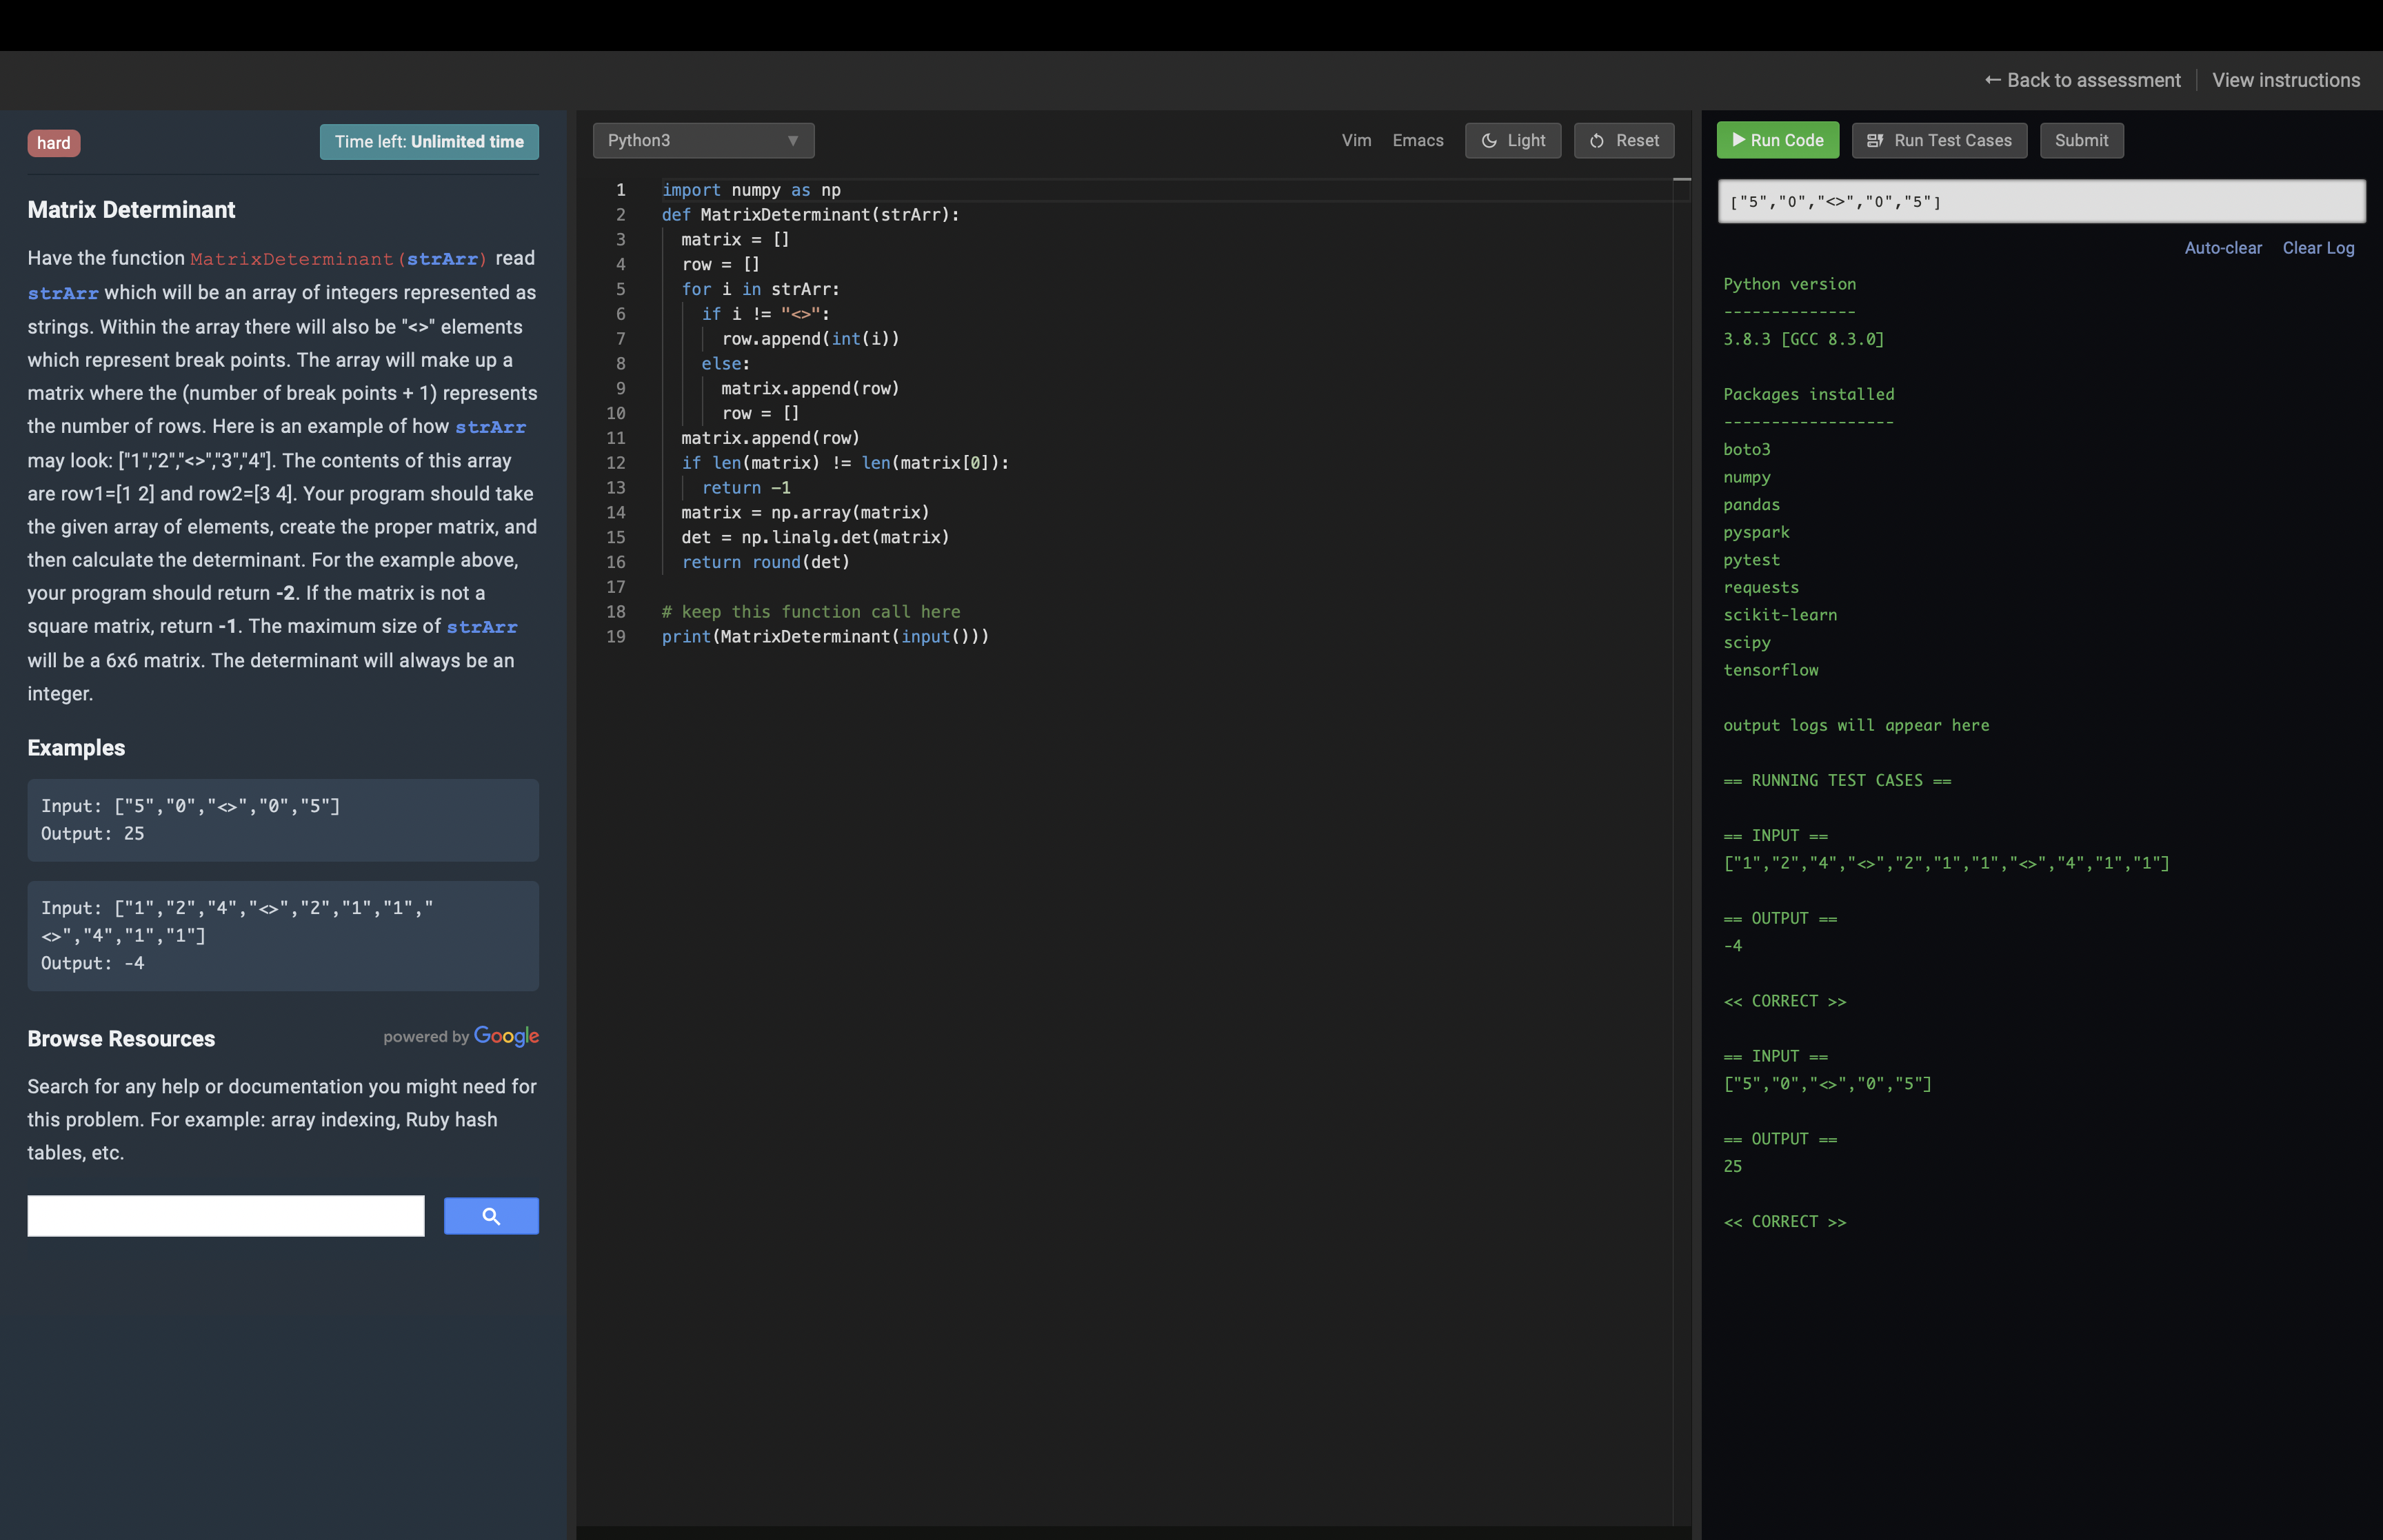 ← Back to assessment
View instructions
hard
Time left: Unlimited time
Matrix Determinant
Have the function MatrixDeterminant(strArr) read
strArr which will be an array of integers represented as
strings. Within the array there will also be "<>" elements
which represent break points. The array will make up a
matrix where the (number of break points + 1) represents
the number of rows. Here is an example of how strArr
may look: ["1","2","<>","3","4"]. The contents of this array
are row1=[1 2] and row2=[3 4]. Your program should take
the given array of elements, create the proper matrix, and
then calculate the determinant. For the example above,
your program should return -2. If the matrix is not a
square matrix, return -1. The maximum size of strArr
will be a 6x6 matrix. The determinant will always be an
integer.
Examples
Input: ["5","0","<>","0","5"]
Output: 25
Input: ["1","2","4","<>","2","1","1","
<>","4","1","1"]
Output: -4
Browse Resources
powered by Google
Search for any help or documentation you might need for
this problem. For example: array indexing, Ruby hash
tables, etc.
Python3
Vim
Emacs
Light
Reset
1 import numpy as np
2 def MatrixDeterminant(strArr):
3 matrix = []
4 row = []
5 for i in strArr:
6 if i != "<>":
7 row.append(int(i))
8 else:
9 matrix.append(row)
10 row = []
11 matrix.append(row)
12 if len(matrix) != len(matrix[0]):
13 return -1
14 matrix = np.array(matrix)
15 det = np.linalg.det(matrix)
16 return round(det)
17
18 # keep this function call here
19 print(MatrixDeterminant(input()))
Run Code
Run Test Cases
Submit
["5","0","<>","0","5"]
Auto-clear
Clear Log
Python version
--------------
3.8.3 [GCC 8.3.0]
Packages installed
------------------
boto3
numpy
pandas
pyspark
pytest
requests
scikit-learn
scipy
tensorflow
output logs will appear here
== RUNNING TEST CASES ==
== INPUT ==
["1","2","4","<>","2","1","1","<>","4","1","1"]
== OUTPUT ==
-4
<< CORRECT >>
== INPUT ==
["5","0","<>","0","5"]
== OUTPUT ==
25
<< CORRECT >>